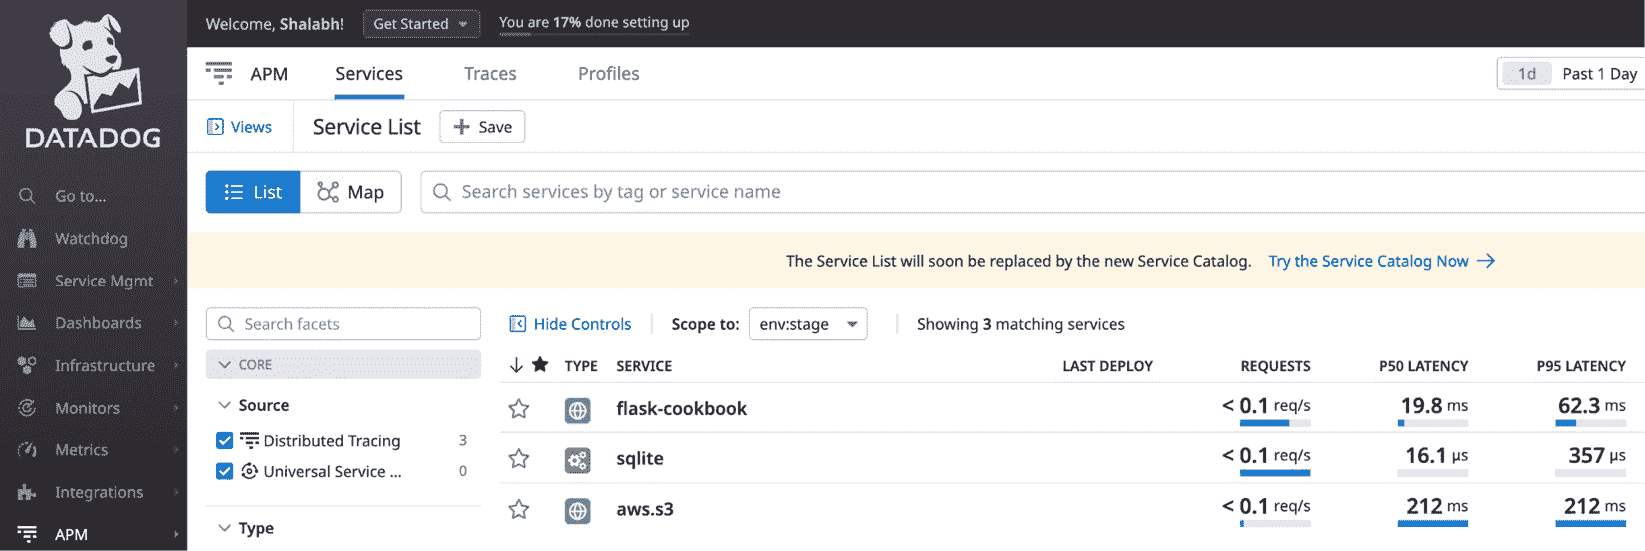 DATADOG
Go to...
Watchdog
Service Mgmt
Dashboards
Infrastructure
Monitors
Metrics
Integrations
APM
Welcome, Shalabh! Get Started You are 17% done setting up
APM Services Traces Profiles 1d Past 1 Day
Views Service List + Save
List Map Search services by tag or service name
The Service List will soon be replaced by the new Service Catalog. Try the Service Catalog Now →
Search facets
CORE
Source
Distributed Tracing 3
Universal Service ... 0
Type
Hide Controls Scope to: env:stage Showing 3 matching services
TYPE SERVICE LAST DEPLOY REQUESTS P50 LATENCY P95 LATENCY
flask-cookbook < 0.1 req/s 19.8 ms 62.3 ms
sqlite < 0.1 req/s 16.1 µs 357 µs
aws.s3 < 0.1 req/s 212 ms 212 ms